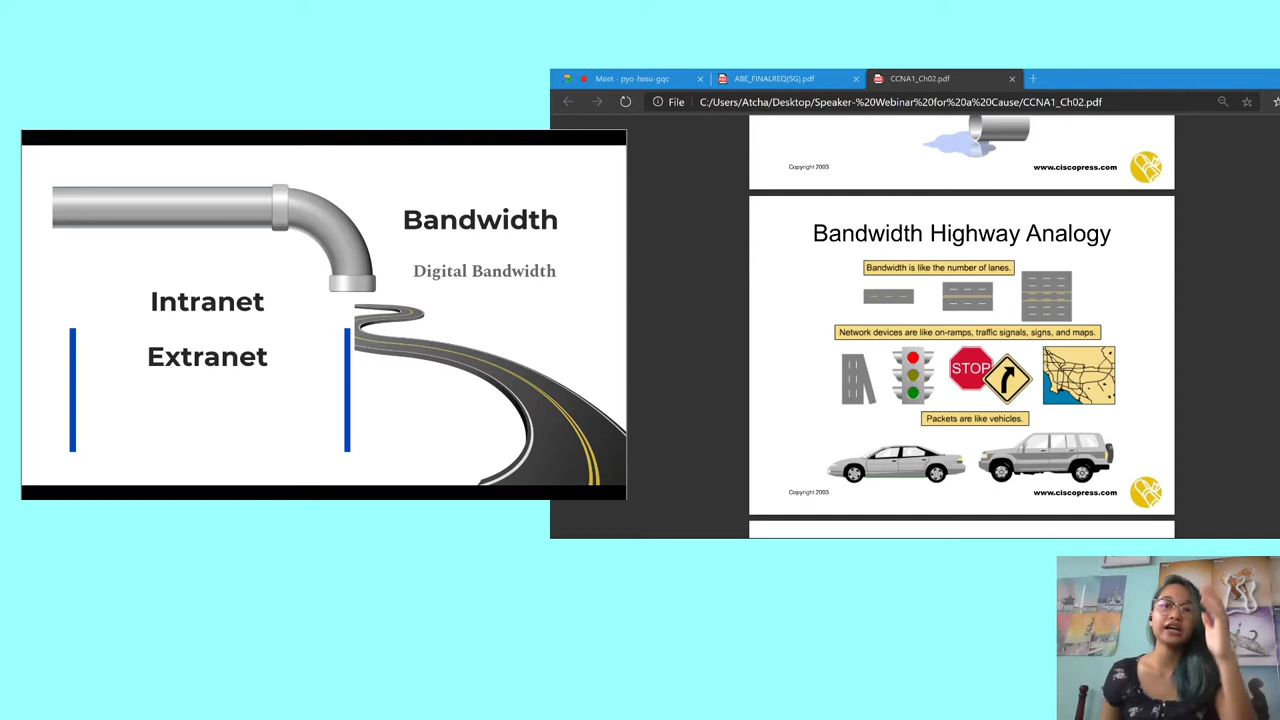 Bandwidth
Digital Bandwidth
Intranet
Extranet
Meet - pyo-hxsu-gqc
ABE_FINALREQ(SG).pdf
CCNA1_Ch02.pdf
File
C:/Users/Atcha/Desktop/Speaker-%20Webinar%20for%20a%20Cause/CCNA1_Ch02.pdf
Copyright 2003
www.ciscopress.com
Bandwidth Highway Analogy
Bandwidth is like the number of lanes.
Network devices are like on-ramps, traffic signals, signs, and maps.
STOP
Packets are like vehicles.
Copyright 2003
www.ciscopress.com